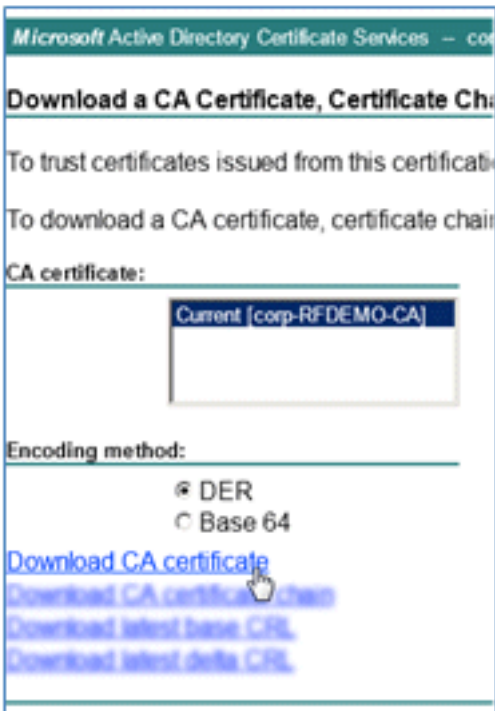 Microsoft Active Directory Certificate Services -- co
Download a CA Certificate, Certificate Cha
To trust certificates issued from this certificati
To download a CA certificate, certificate chain
CA certificate:
Current [corp-RFDEMO-CA]
Encoding method:
DER
Base 64
Download CA certificate
Download CA certificate chain
Download latest base CRL
Download latest delta CRL